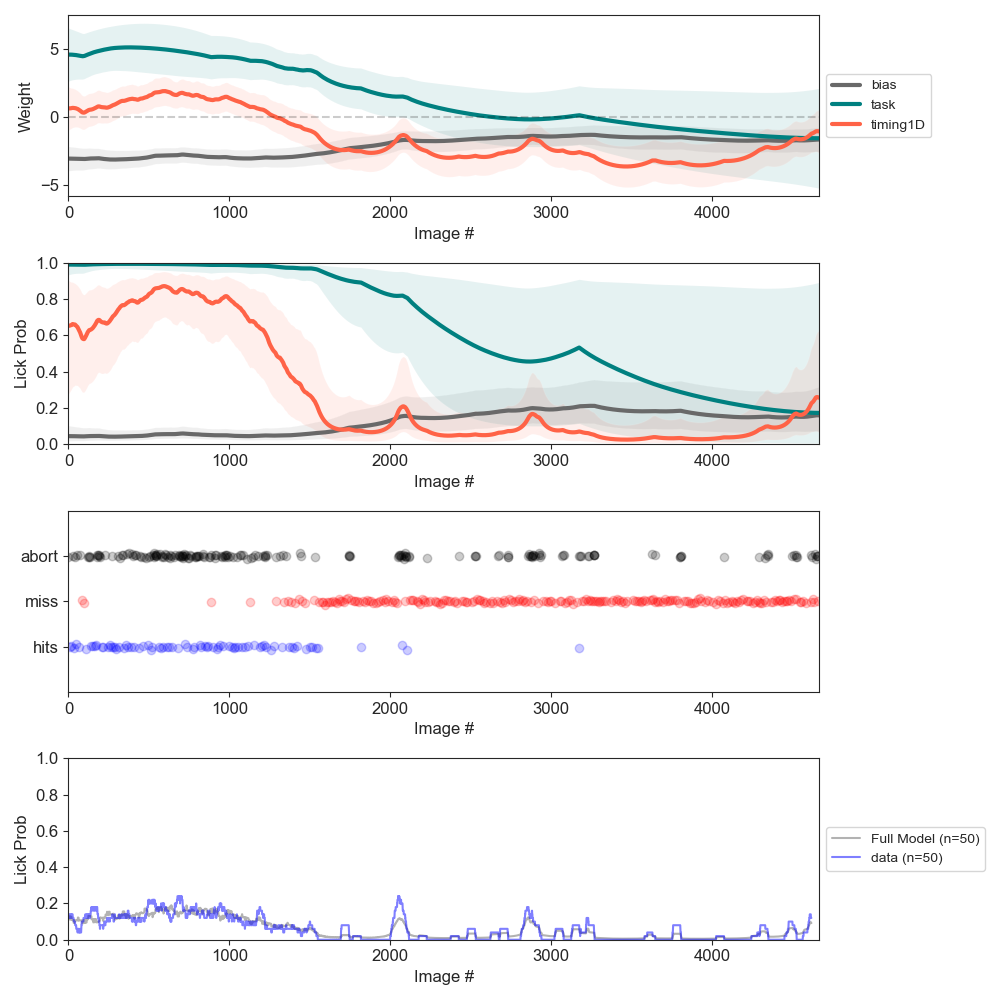 5
0
−5
Weight
0 1000 2000 3000 4000
Image #
bias
task
timing1D
1.0
0.8
0.6
0.4
0.2
0.0
Lick Prob
0 1000 2000 3000 4000
Image #
abort
miss
hits
0 1000 2000 3000 4000
Image #
1.0
0.8
0.6
0.4
0.2
0.0
Lick Prob
0 1000 2000 3000 4000
Image #
Full Model (n=50)
data (n=50)